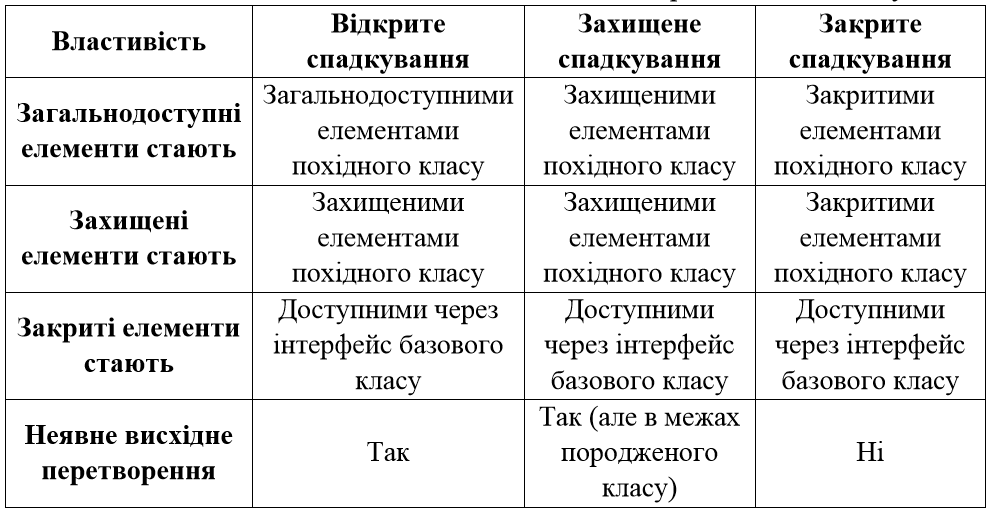 Властивість
Відкрите
спадкування
Захищене
спадкування
Закрите
спадкування
Загальнодоступні
елементи стають
Загальнодоступними
елементами
похідного класу
Захищеними
елементами
похідного класу
Закритими
елементами
похідного класу
Захищені
елементи стають
Захищеними
елементами
похідного класу
Захищеними
елементами
похідного класу
Закритими
елементами
похідного класу
Закриті елементи
стають
Доступними через
інтерфейс базового
класу
Доступними
через інтерфейс
базового класу
Доступними
через інтерфейс
базового класу
Неявне висхідне
перетворення
Так
Так (але в межах
породженого
класу)
Ні